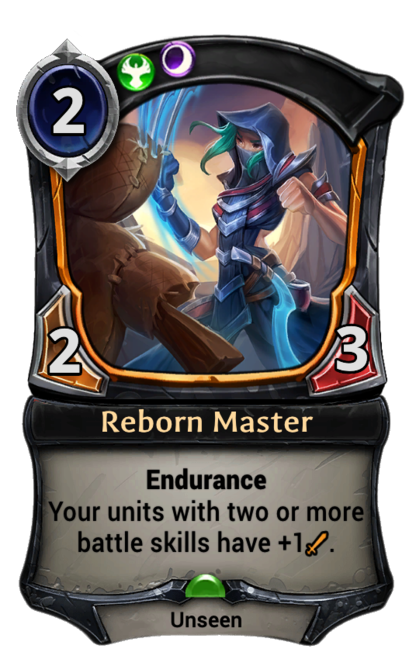 2
2
3
Reborn Master
Endurance
Your units with two or more
battle skills have +1.
Unseen